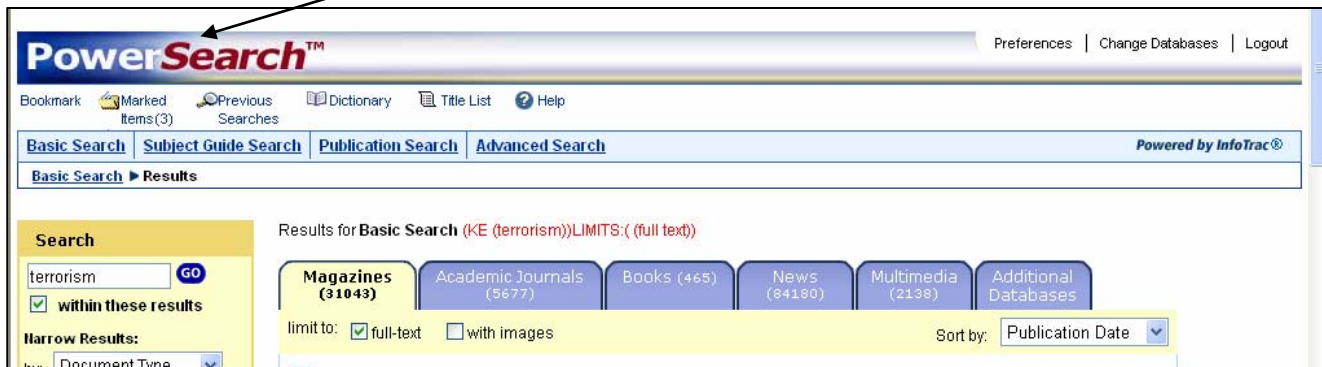 PowerSearch™
Preferences | Change Databases | Logout
Bookmark Marked Items(3) Previous Searches Dictionary Title List Help
Basic Search | Subject Guide Search | Publication Search | Advanced Search
Powered by InfoTrac®
Basic Search ▶ Results
Search
terrorism GO
within these results
Narrow Results:
by: Document Type
Results for Basic Search (KE (terrorism))LIMITS:( (full text))
Magazines (31043)
Academic Journals (5677)
Books (465)
News (84180)
Multimedia (2138)
Additional Databases
limit to: full-text with images
Sort by: Publication Date